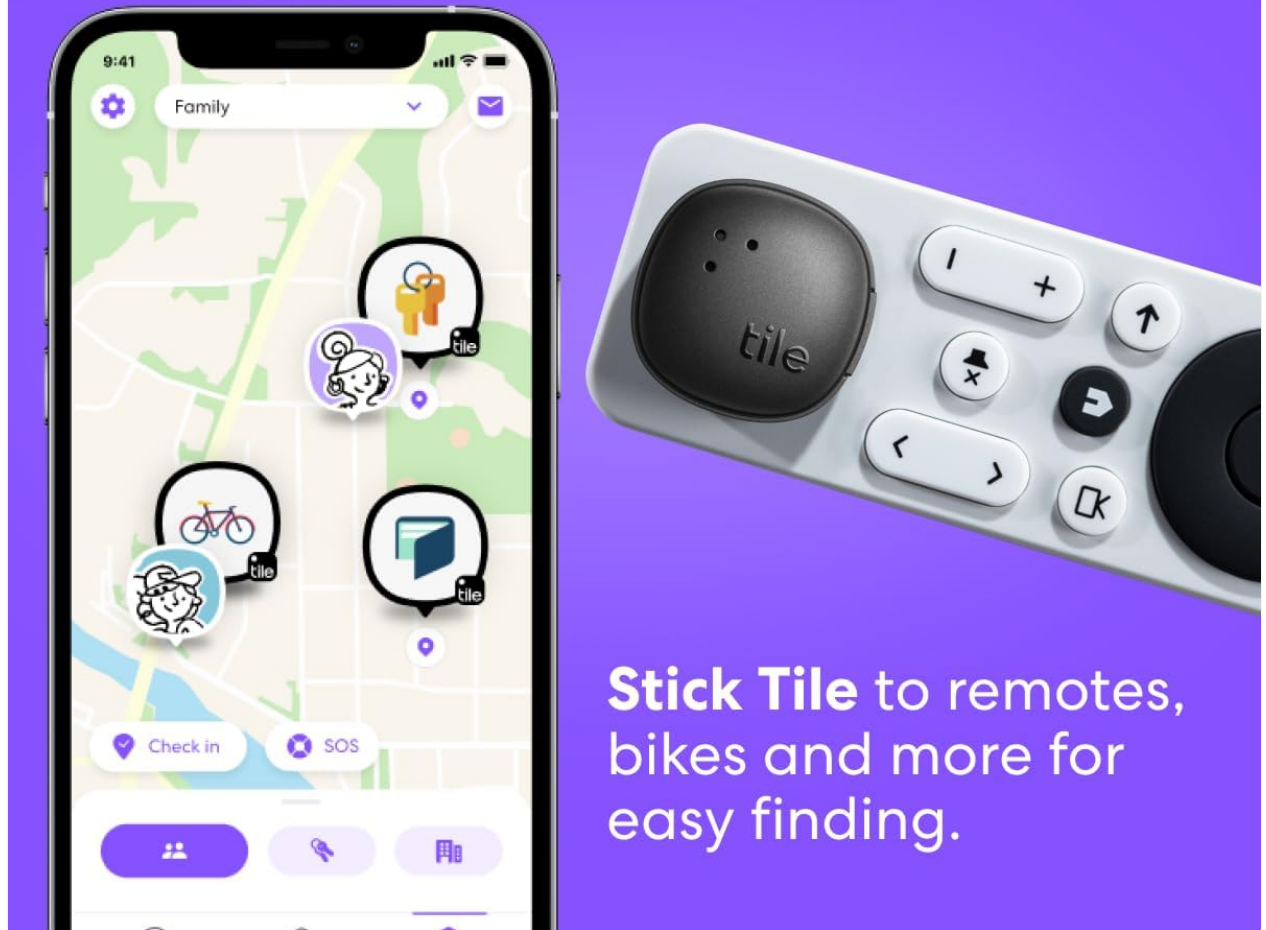 9:41
Family
tile
tile
tile
Check in
SOS
tile
Stick Tile to remotes,
bikes and more for
easy finding.